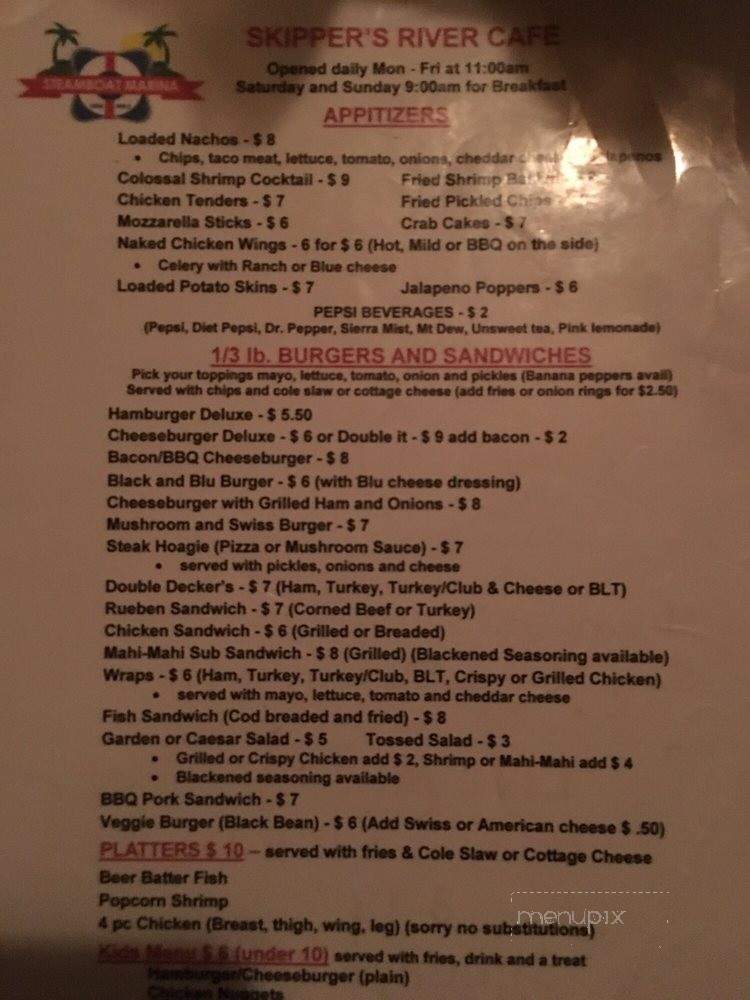 STEAMBOAT MARINA
SKIPPER'S RIVER CAFE
Opened daily Mon - Fri at 11:00am
Saturday and Sunday 9:00am for Breakfast
APPITIZERS
Loaded Nachos - $ 8
• Chips, taco meat, lettuce, tomato, onions, cheddar
Colossal Shrimp Cocktail - $ 9 Fried Shrimp
Chicken Tenders - $ 7 Fried Pickled Chips
Mozzarella Sticks - $ 6 Crab Cakes - $ 7
Naked Chicken Wings - 6 for $ 6 (Hot, Mild or BBQ on the side)
• Celery with Ranch or Blue cheese
Loaded Potato Skins - $ 7 Jalapeno Poppers - $ 6
PEPSI BEVERAGES - $ 2
(Pepsi, Diet Pepsi, Dr. Pepper, Sierra Mist, Mt Dew, Unsweet tea, Pink lemonade)
1/3 lb. BURGERS AND SANDWICHES
Pick your toppings mayo, lettuce, tomato, onion and pickles (Banana peppers avail)
Served with chips and cole slaw or cottage cheese (add fries or onion rings for $2.50)
Hamburger Deluxe - $ 5.50
Cheeseburger Deluxe - $ 6 or Double it - $ 9 add bacon - $ 2
Bacon/BBQ Cheeseburger - $ 8
Black and Blu Burger - $ 6 (with Blu cheese dressing)
Cheeseburger with Grilled Ham and Onions - $ 8
Mushroom and Swiss Burger - $ 7
Steak Hoagie (Pizza or Mushroom Sauce) - $ 7
• served with pickles, onions and cheese
Double Decker's - $ 7 (Ham, Turkey, Turkey/Club & Cheese or BLT)
Rueben Sandwich - $ 7 (Corned Beef or Turkey)
Chicken Sandwich - $ 6 (Grilled or Breaded)
Mahi-Mahi Sub Sandwich - $ 8 (Grilled) (Blackened Seasoning available)
Wraps - $ 6 (Ham, Turkey, Turkey/Club, BLT, Crispy or Grilled Chicken)
• served with mayo, lettuce, tomato and cheddar cheese
Fish Sandwich (Cod breaded and fried) - $ 8
Garden or Caesar Salad - $ 5 Tossed Salad - $ 3
• Grilled or Crispy Chicken add $ 2, Shrimp or Mahi-Mahi add $ 4
• Blackened seasoning available
BBQ Pork Sandwich - $ 7
Veggie Burger (Black Bean) - $ 6 (Add Swiss or American cheese $ .50)
PLATTERS $ 10 – served with fries & Cole Slaw or Cottage Cheese
Beer Batter Fish
Popcorn Shrimp
4 pc Chicken (Breast, thigh, wing, leg) (sorry no substitutions)
menupix
Kids Menu $ 6 (under 10) served with fries, drink and a treat
Hamburger/Cheeseburger (plain)
Chicken Nuggets